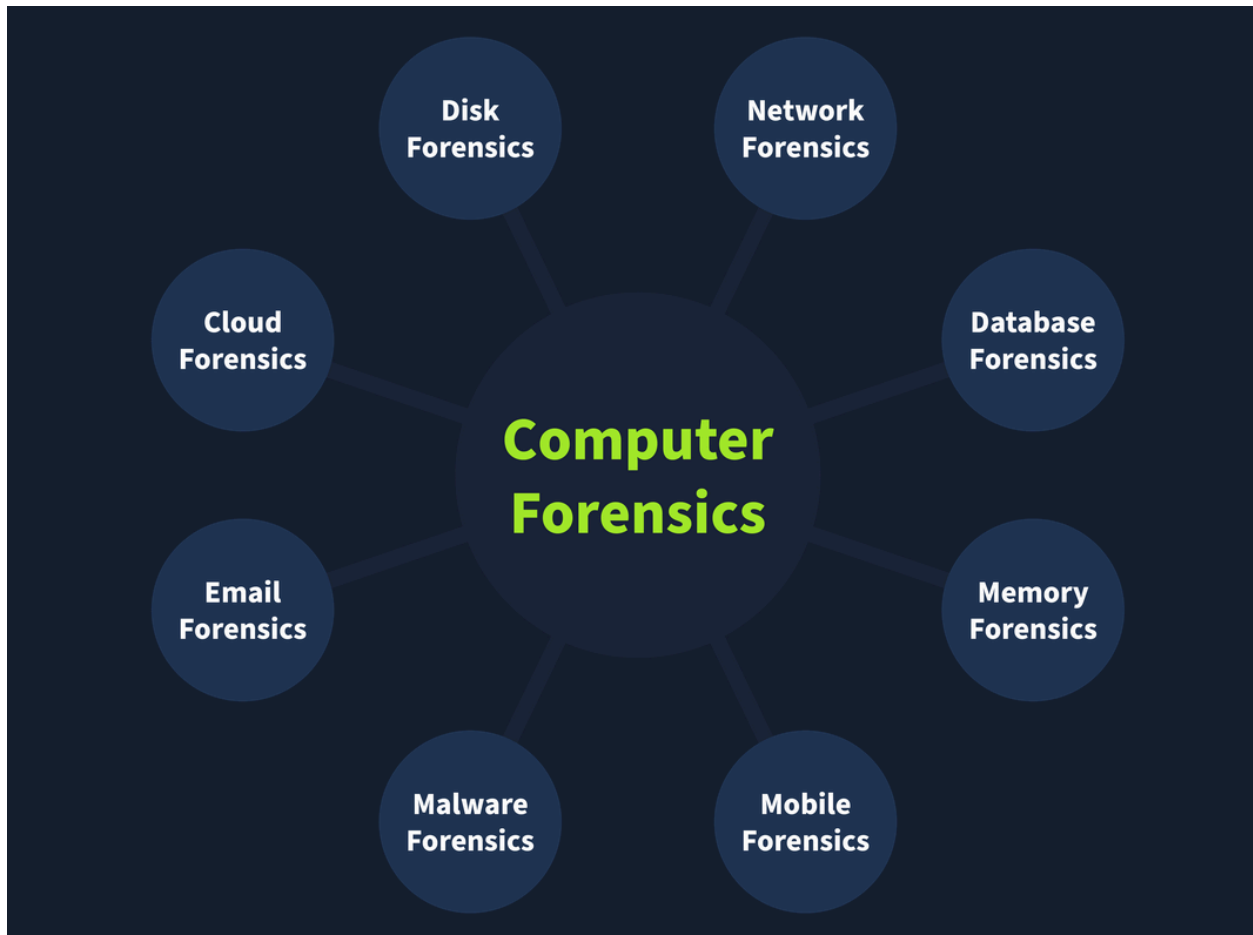 Disk
Forensics
Network
Forensics
Cloud
Forensics
Database
Forensics
Computer
Forensics
Email
Forensics
Memory
Forensics
Malware
Forensics
Mobile
Forensics